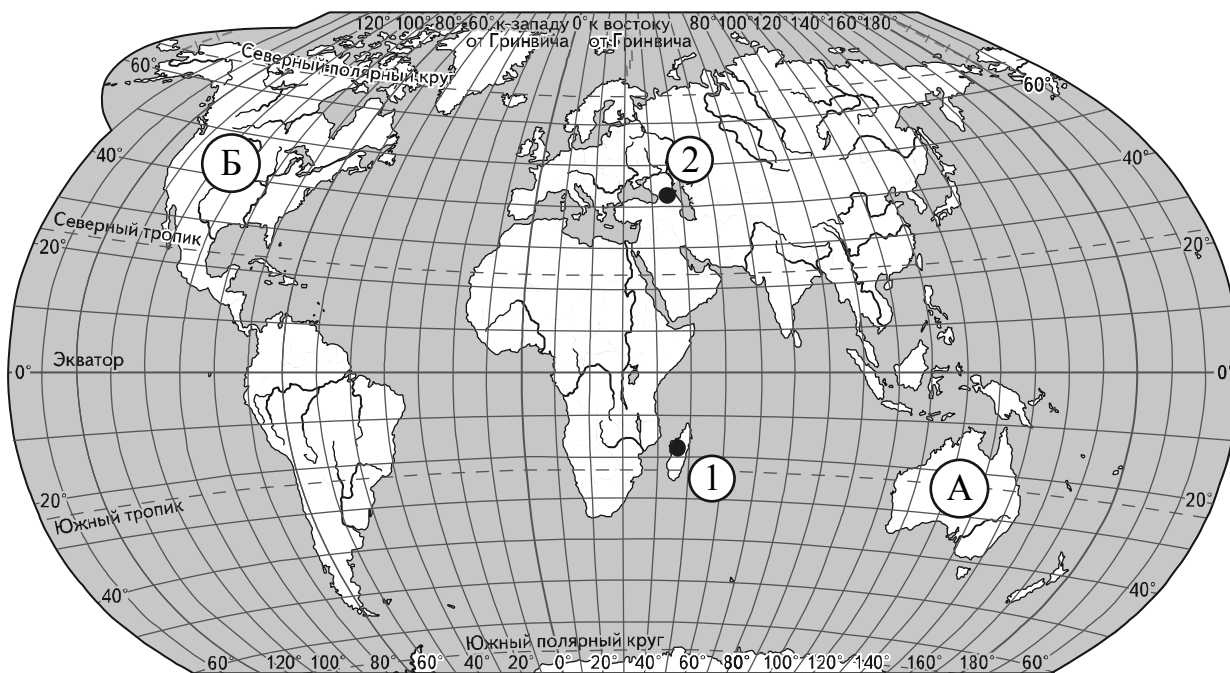 120° 100° 80° 60° к западу 0° к востоку 80° 100° 120° 140° 160° 180°
от Гринвича от Гринвича
Северный полярный круг
60°
60°
2
Б
40°
40°
Северный тропик
20°
20°
Экватор
0°
0°
1
А
20°
20°
Южный тропик
40°
40°
Южный полярный круг
60° 120° 100° 80° 60° 40° 20° 0° 20° 40° 60° 80° 100° 120° 140° 160° 180° 60°